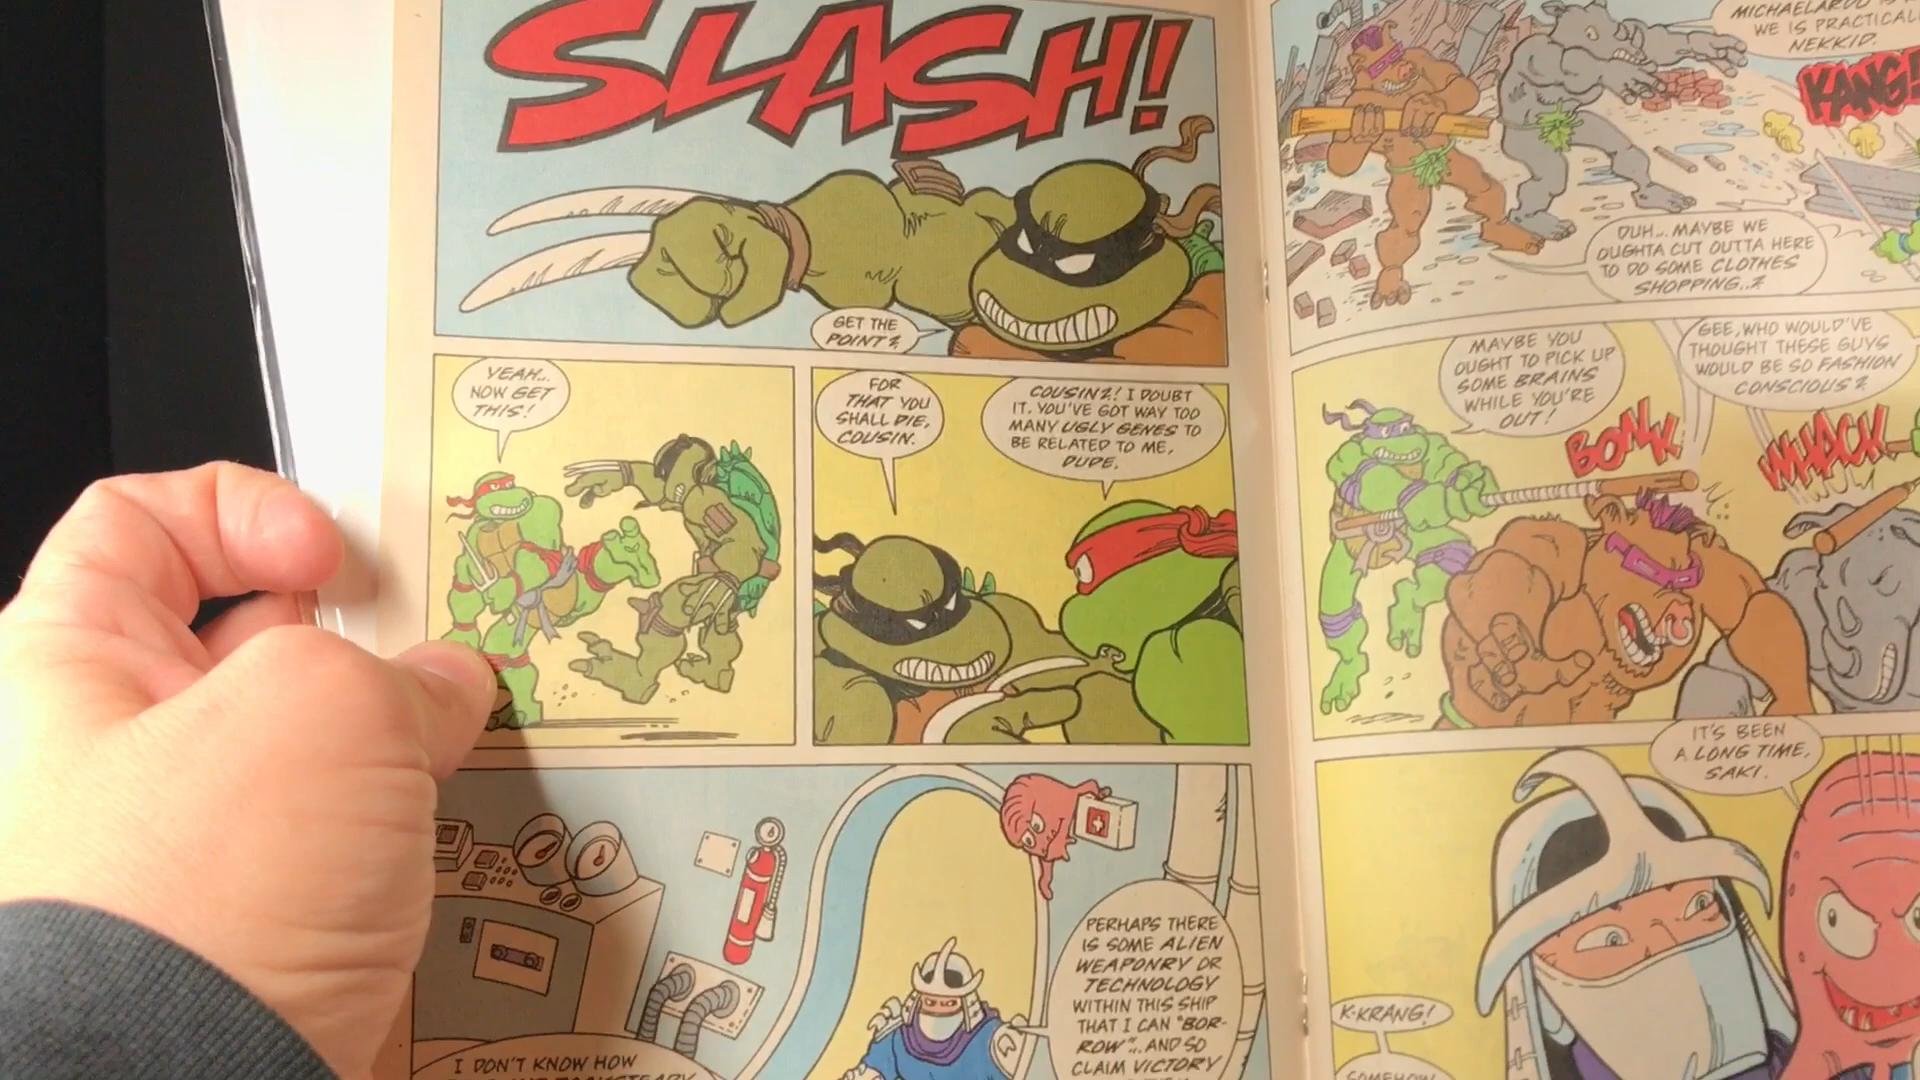 SLASH!
GET THE
POINT?
YEAH...
NOW GET
THIS!
FOR
THAT YOU
SHALL DIE,
COUSIN.
COUSIN?! I DOUBT
IT. YOU'VE GOT WAY TOO
MANY UGLY GENES TO
BE RELATED TO ME,
DUDE.
PERHAPS THERE
IS SOME ALIEN
WEAPONRY OR
TECHNOLOGY
WITHIN THIS SHIP
THAT I CAN "BOR-
ROW"... AND SO
CLAIM VICTORY
I DON'T KNOW HOW
WE IS PRACTICAL
NEKKID.
KANG!
DUH... MAYBE WE
OUGHTA CUT OUTTA HERE
TO DO SOME CLOTHES
SHOPPING..?
MAYBE YOU
OUGHT TO PICK UP
SOME BRAINS
WHILE YOU'RE
OUT!
GEE, WHO WOULD'VE
THOUGHT THESE GUYS
WOULD BE SO FASHION
CONSCIOUS?
BONK
WHACK
IT'S BEEN
A LONG TIME,
SAKI.
K-KRANG!
SOMEHOW